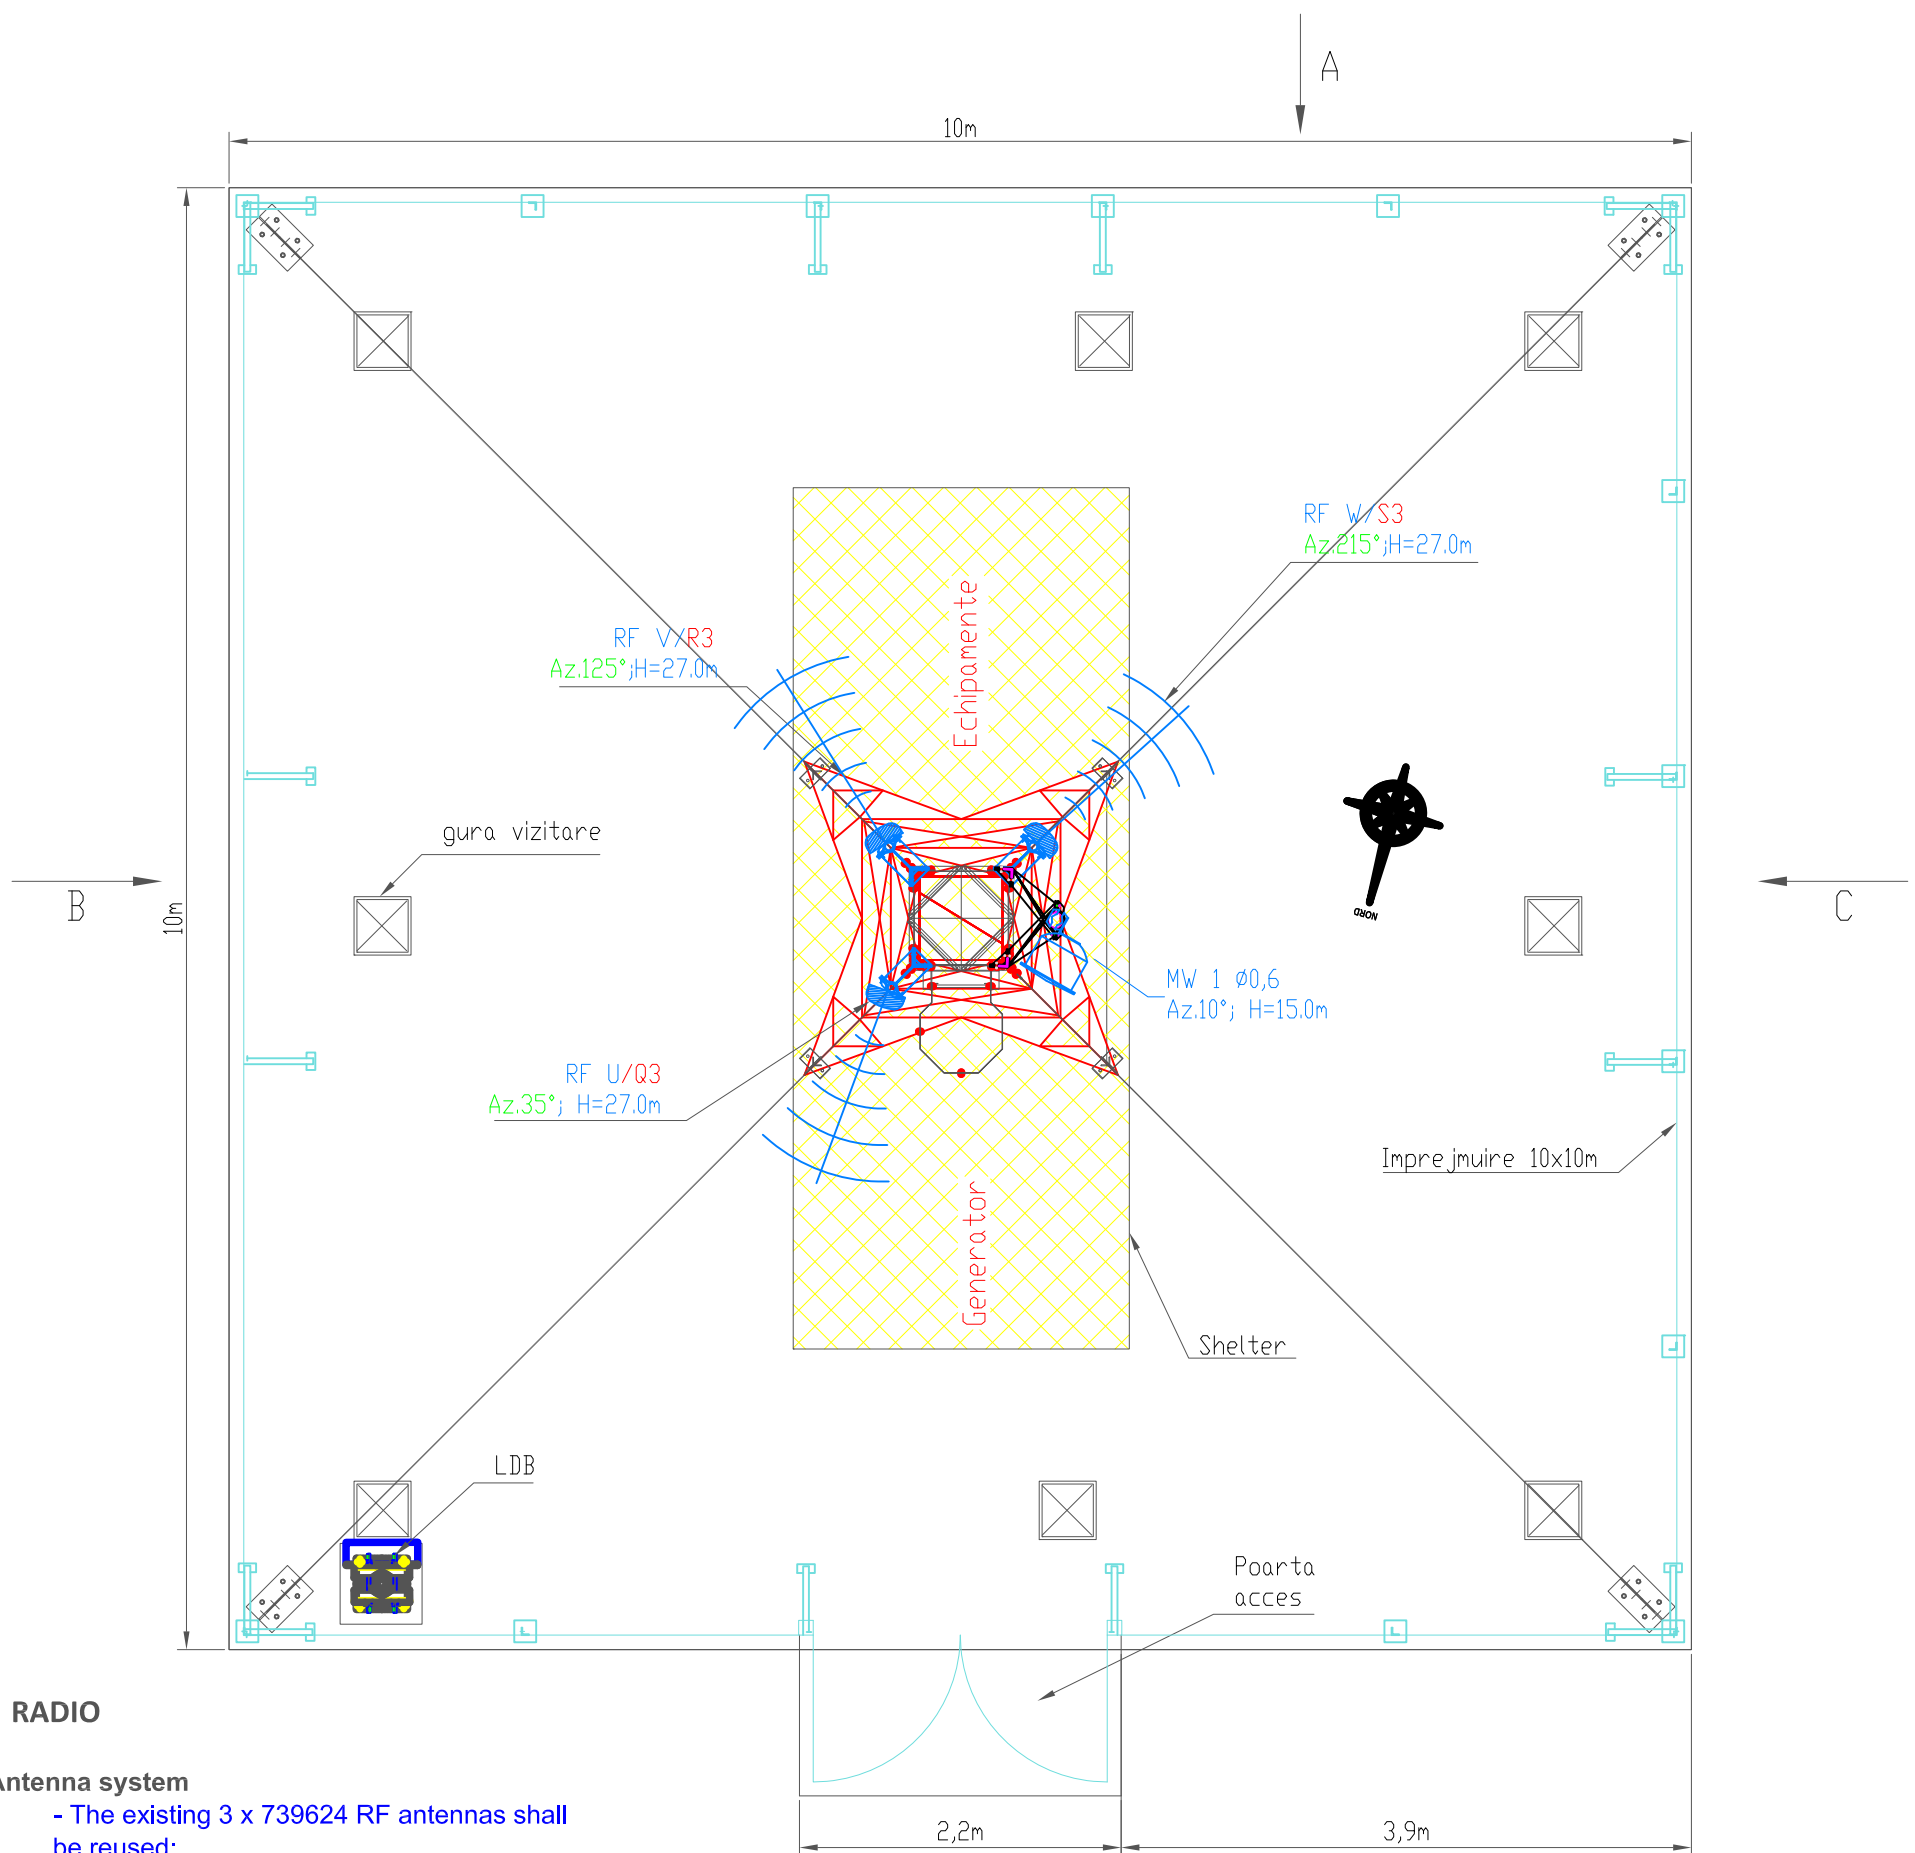 A
10m
RF W/S3
Az.215°;H=27.0m
Echipamente
RF V/R3
Az.125°;H=27.0m
gura vizitare
B
10m
NORD
C
MW 1 Ø0,6
Az.10°; H=15.0m
RF U/Q3
Az.35°; H=27.0m
Imprejmuire 10x10m
Generator
Shelter
LDB
Poarta
acces
RADIO
Antenna system
- The existing 3 x 739624 RF antennas shall
be reused;
2,2m
3,9m